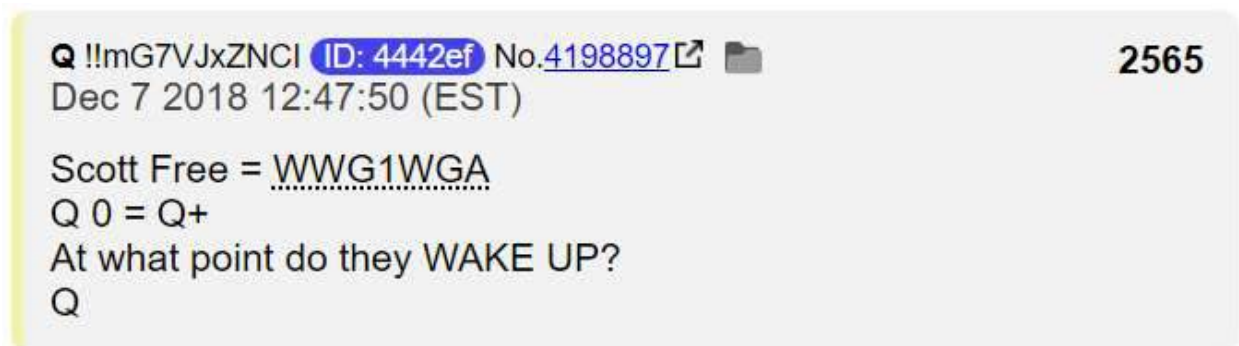 Q !!mG7VJxZNCI ID: 4442ef No.4198897 2565
Dec 7 2018 12:47:50 (EST)
Scott Free = WWG1WGA
Q 0 = Q+
At what point do they WAKE UP?
Q